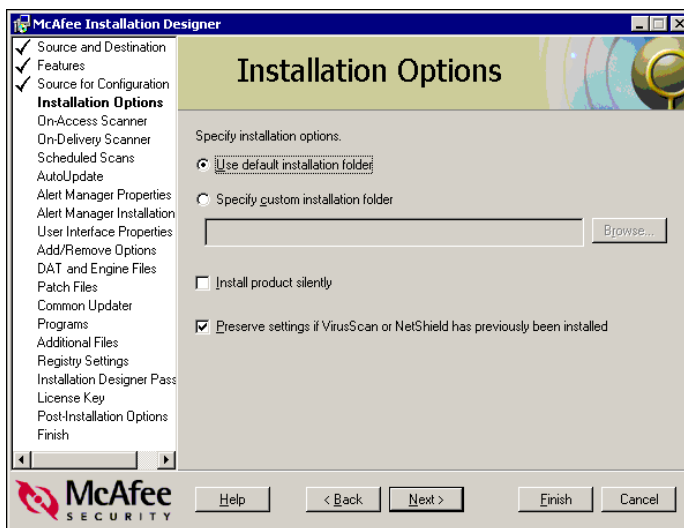 McAfee Installation Designer
Source and Destination
Features
Source for Configuration
Installation Options
On-Access Scanner
On-Delivery Scanner
Scheduled Scans
AutoUpdate
Alert Manager Properties
Alert Manager Installation
User Interface Properties
Add/Remove Options
DAT and Engine Files
Patch Files
Common Updater
Programs
Additional Files
Registry Settings
Installation Designer Pass
License Key
Post-Installation Options
Finish
Installation Options
Specify installation options.
Use default installation folder
Specify custom installation folder
Browse...
Install product silently
Preserve settings if VirusScan or NetShield has previously been installed
McAfee
SECURITY
Help
< Back
Next >
Finish
Cancel